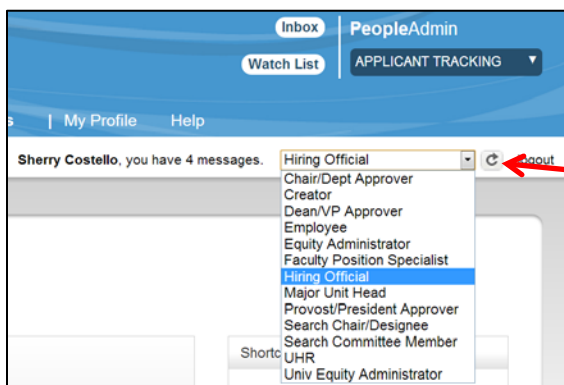 Inbox
PeopleAdmin
Watch List
APPLICANT TRACKING
s | My Profile Help
Sherry Costello, you have 4 messages.
Hiring Official
ogout
Chair/Dept Approver
Creator
Dean/VP Approver
Employee
Equity Administrator
Faculty Position Specialist
Hiring Official
Major Unit Head
Provost/President Approver
Search Chair/Designee
Search Committee Member
UHR
Univ Equity Administrator
Shortc